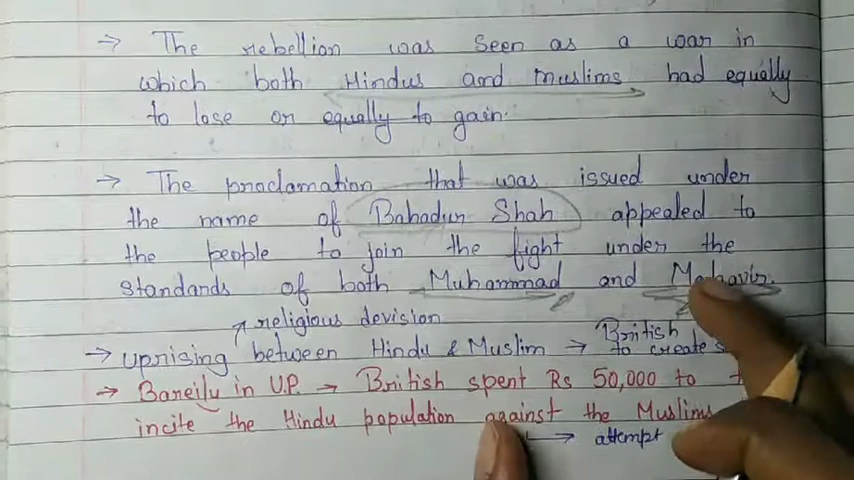 → The rebellion was seen as a war in
which both Hindus and muslims had equally
to lose or equally to gain.
→ The proclamation that was issued under
the name of Bahadur Shah appealed to
the people to join the fight under the
standards of both Muhammad and Mahavir.
religious devision
→ uprising between Hindu & Muslim → British to create
→ Bareily in U.P. → British spent Rs 50,000 to
incite the Hindu population against the Muslims
→ attempt